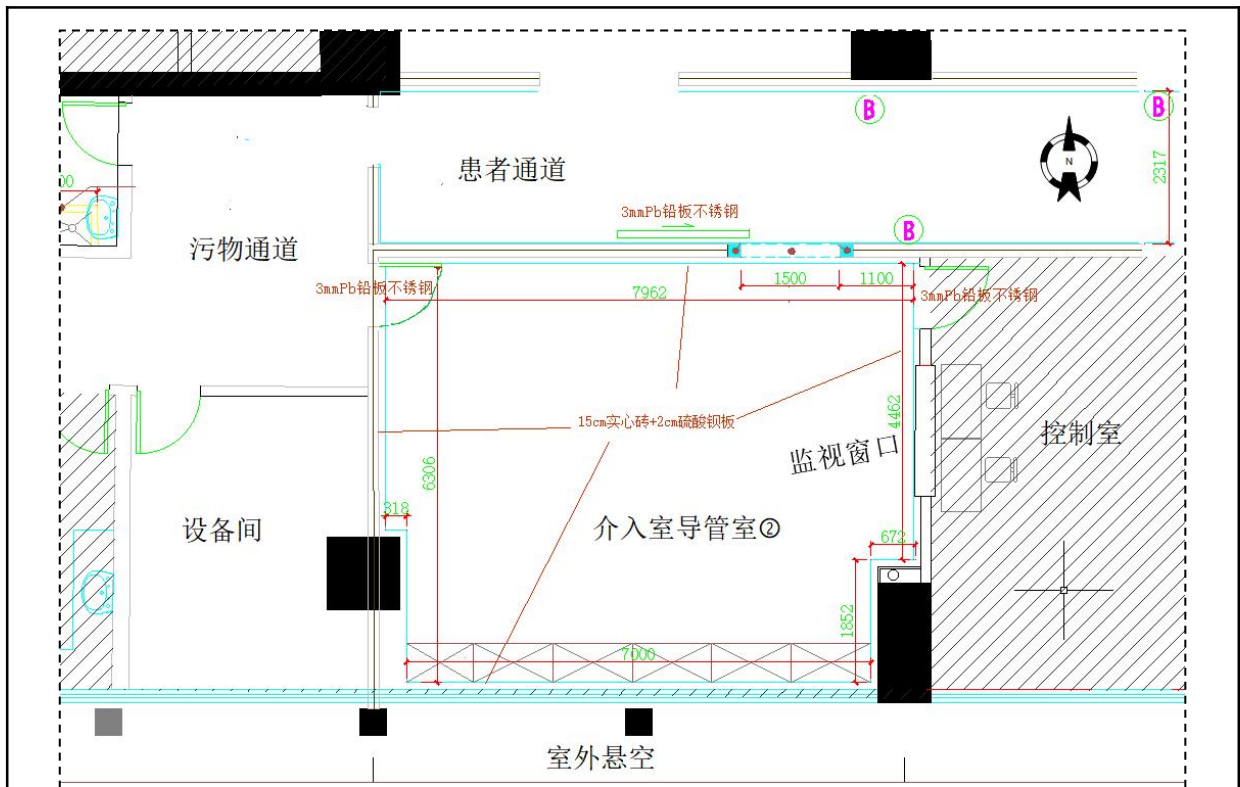 B
B
N
患者通道
2317
00
3mmPb铅板不锈钢
B
污物通道
3mmPb铅板不锈钢
7962
1500
1100
3mmPb铅板不锈钢
15cm实心砖+2cm硫酸钡板
4462
监视窗口
控制室
6306
318
设备间
介入室导管室②
672
1852
7000
室外悬空